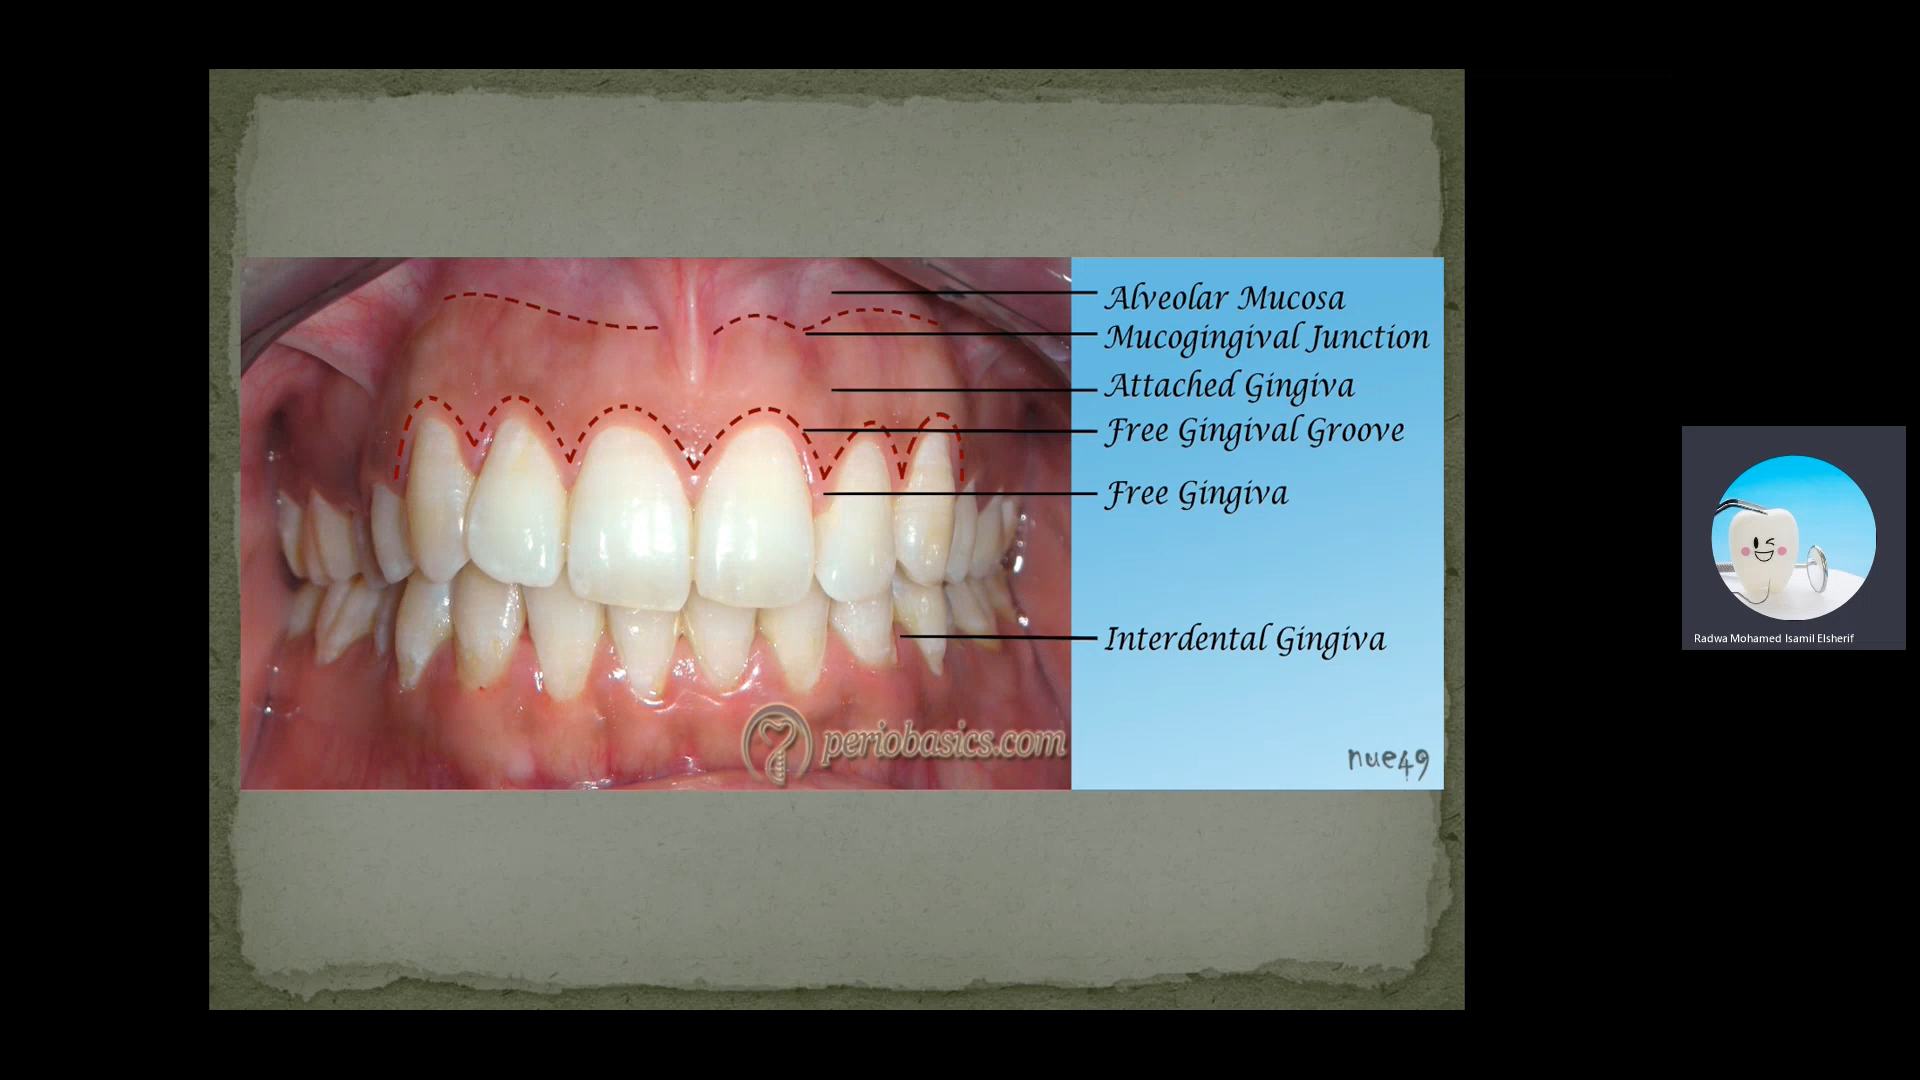 Alveolar Mucosa
Mucogingival Junction
Attached Gingiva
Free Gingival Groove
Free Gingiva
Interdental Gingiva
periobasics.com
nue49
Radwa Mohamed Isamil Elsherif